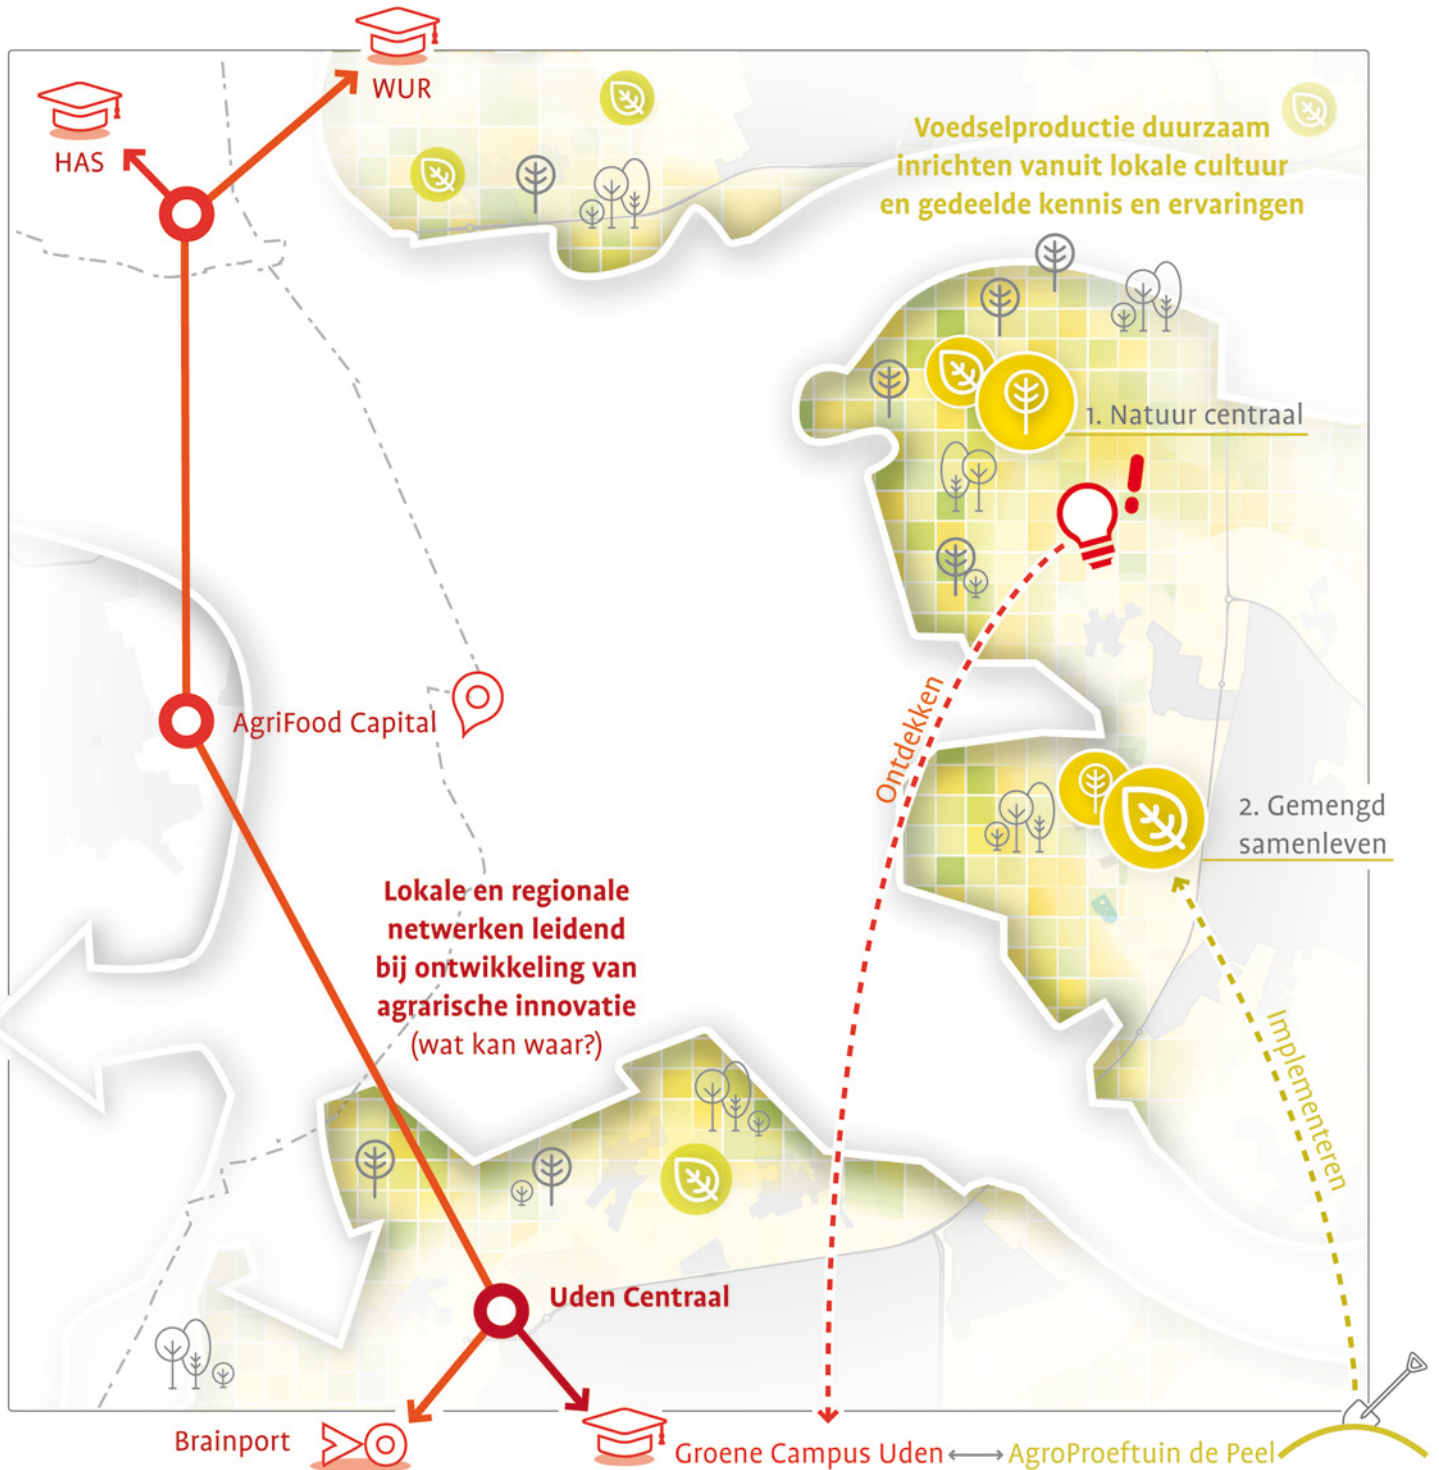 WUR
HAS
Voedselproductie duurzaam
inrichten vanuit lokale cultuur
en gedeelde kennis en ervaringen
1. Natuur centraal
!
AgriFood Capital
Ontdekken
2. Gemengd
samenleven
Lokale en regionale
netwerken leidend
bij ontwikkeling van
agrarische innovatie
(wat kan waar?)
Implementeren
Uden Centraal
Brainport
Groene Campus Uden
AgroProeftuin de Peel